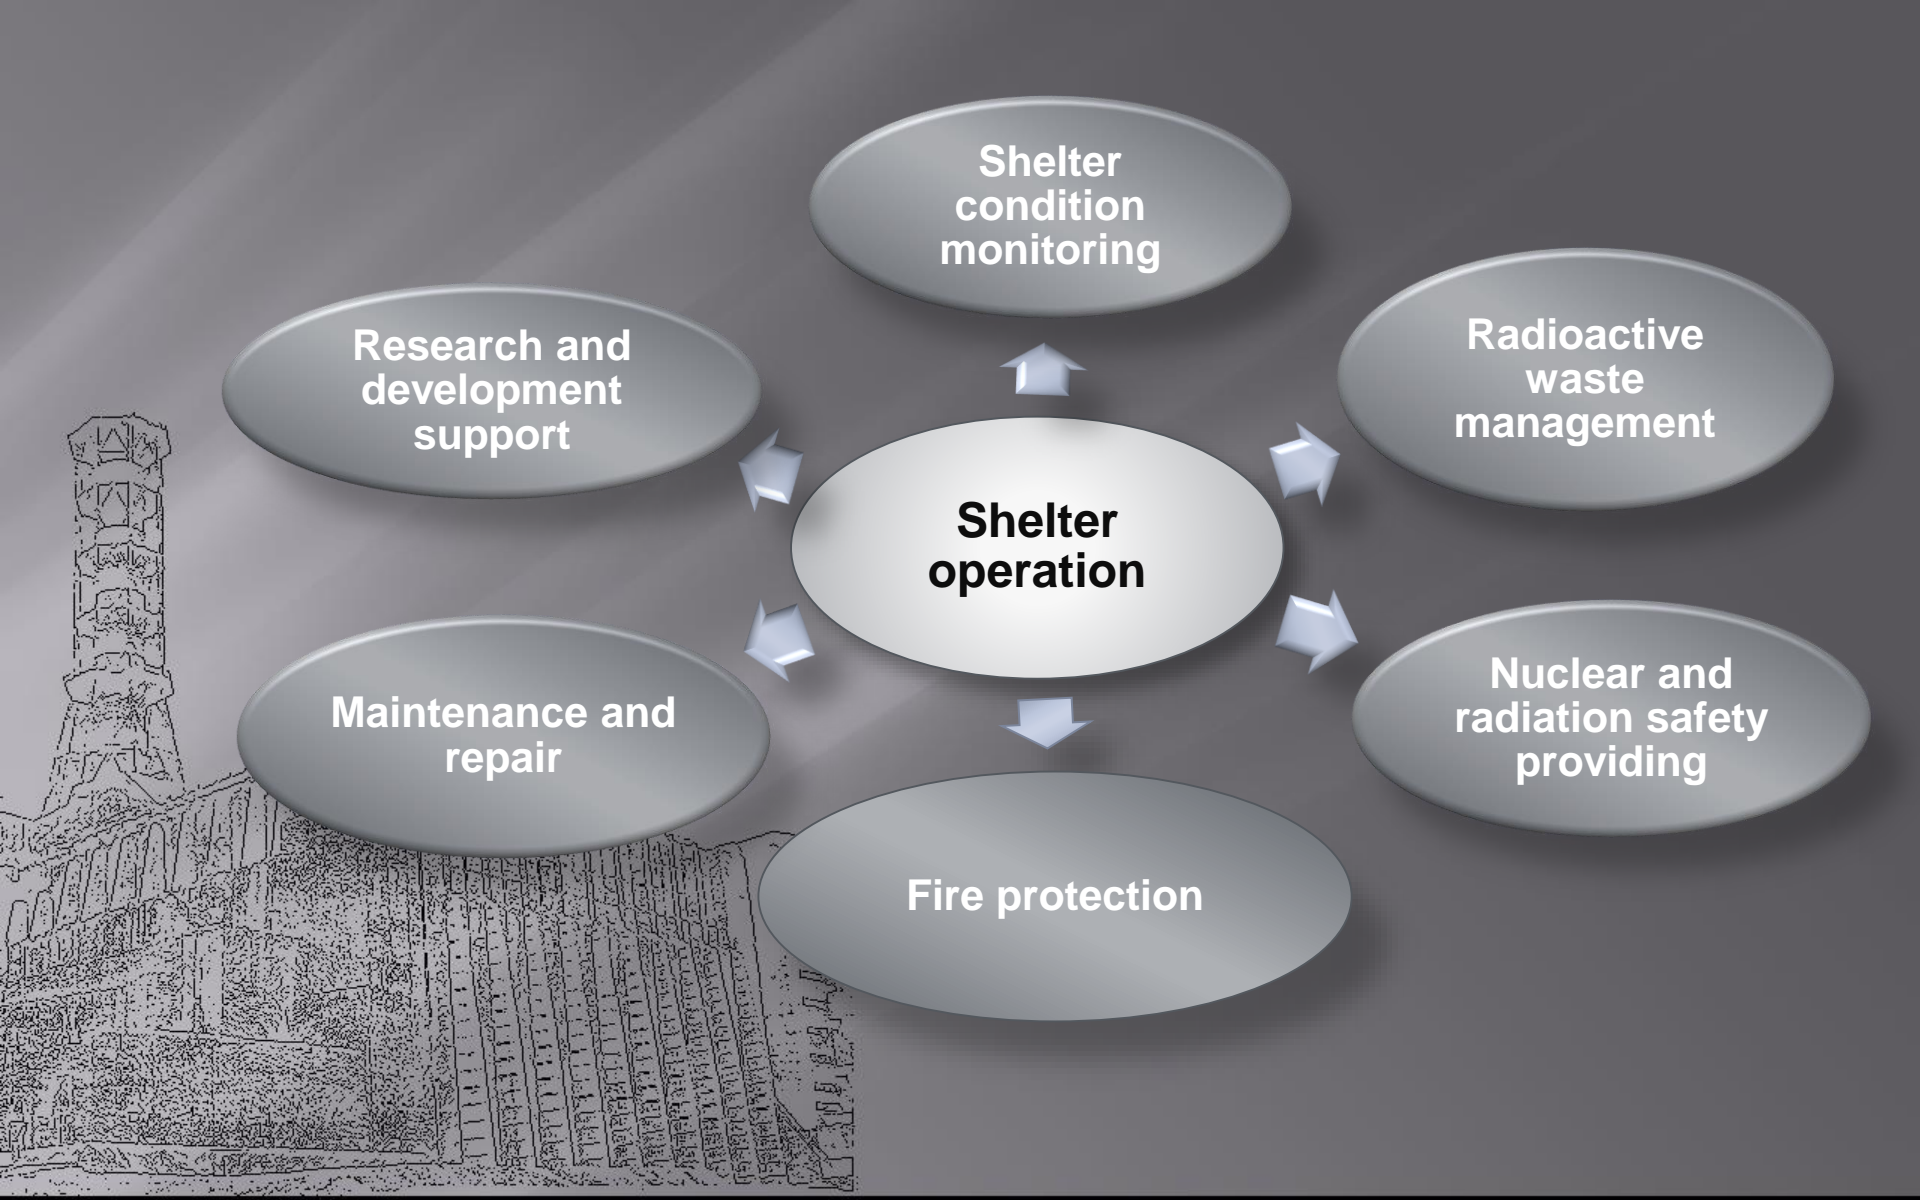 Shelter
condition
monitoring
Research and
development
support
Radioactive
waste
management
Shelter
operation
Maintenance and
repair
Nuclear and
radiation safety
providing
Fire protection